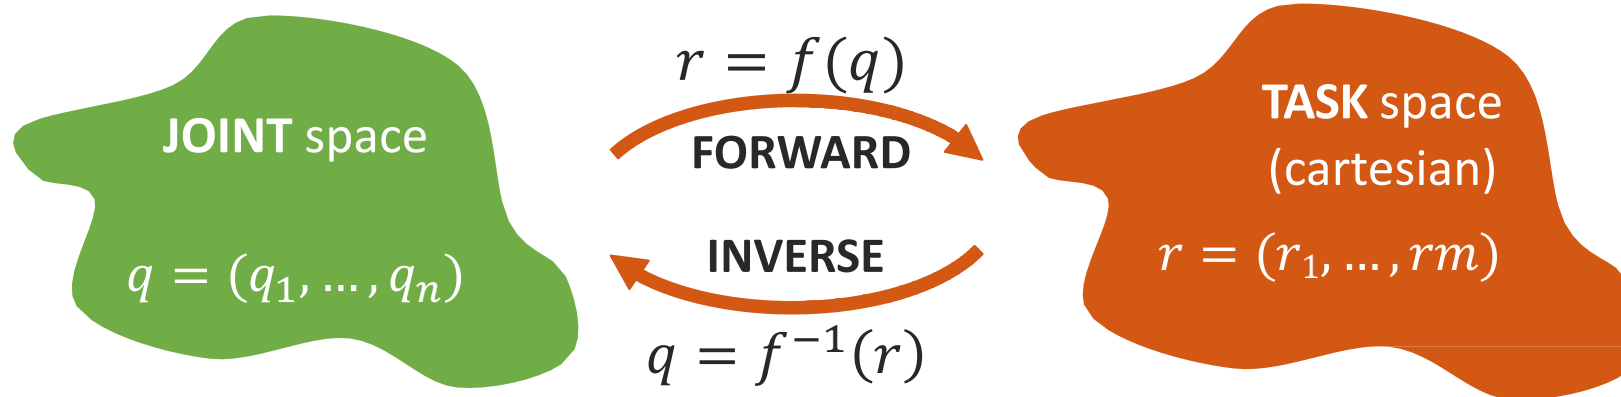 JOINT space
q = (q₁, … , qₙ)
r = f(q)
FORWARD
INVERSE
q = f⁻¹(r)
TASK space
(cartesian)
r = (r₁, … , rm)